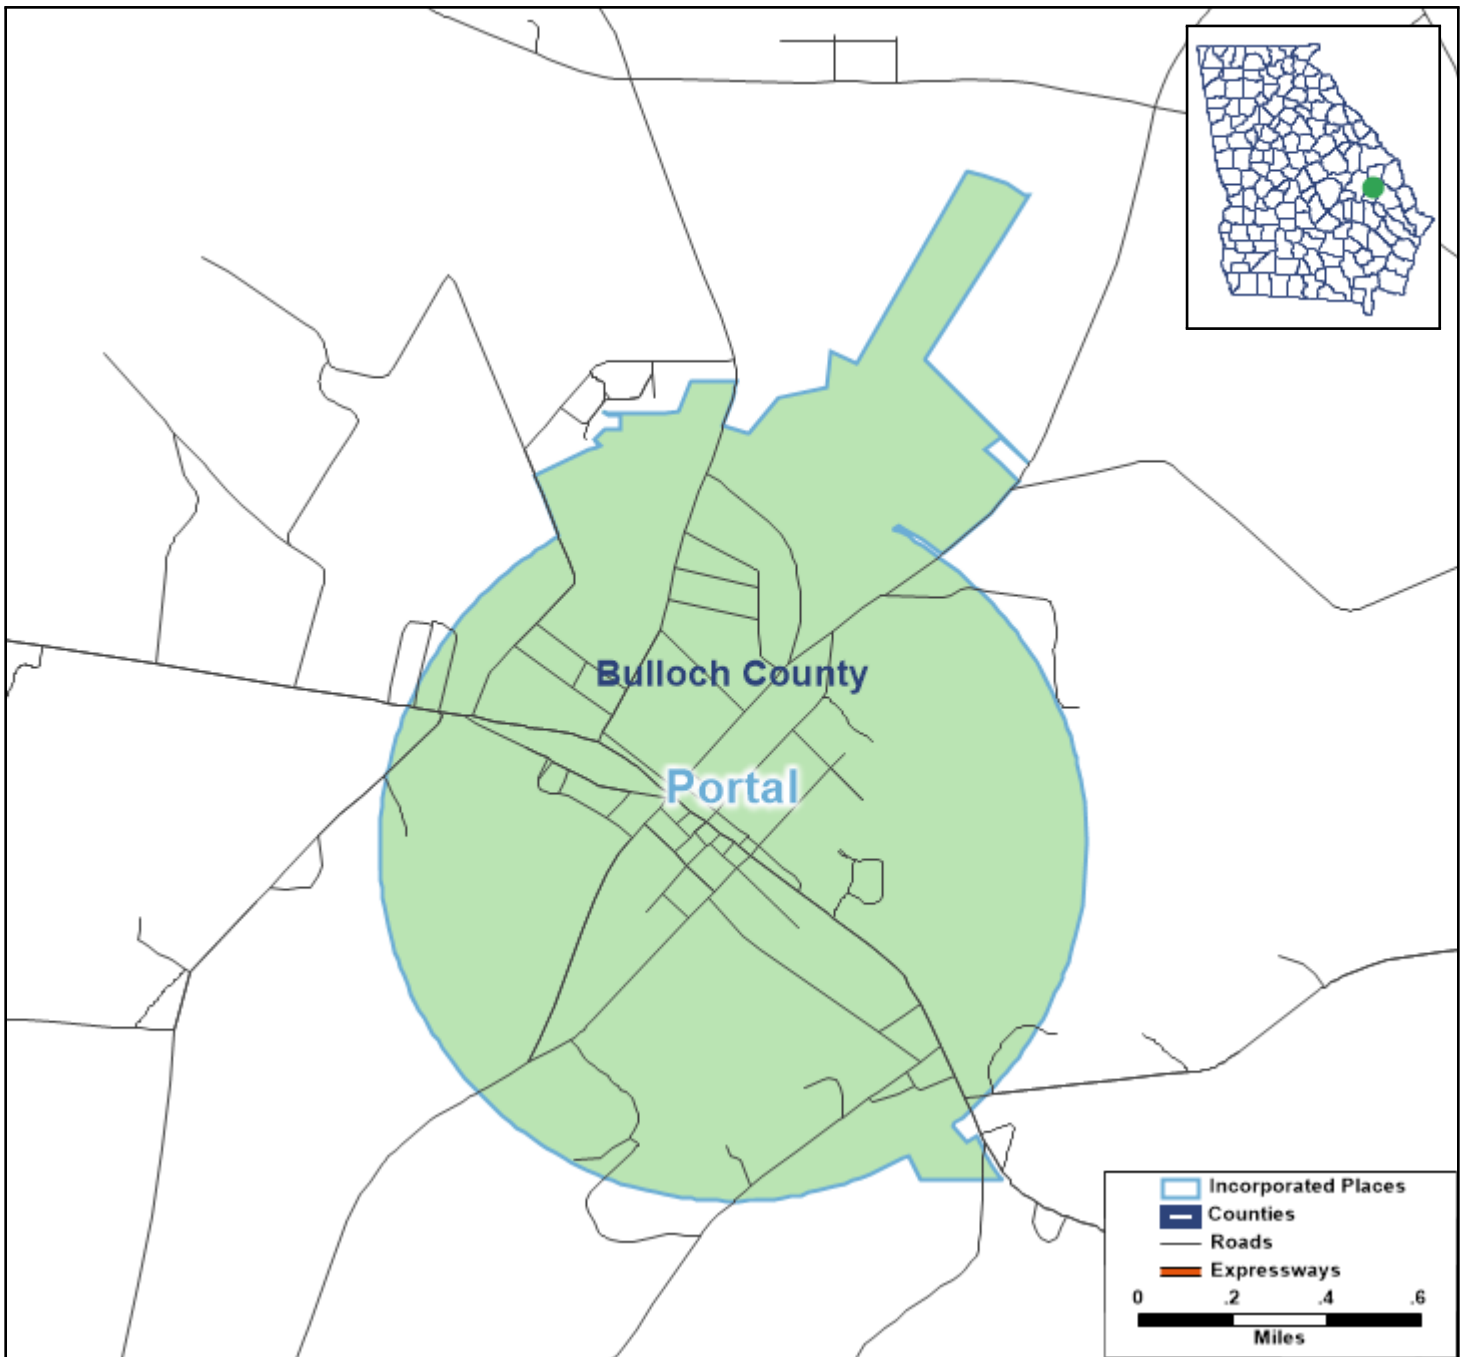 Bulloch County
Portal
Incorporated Places
Counties
Roads
Expressways
0 .2 .4 .6
Miles